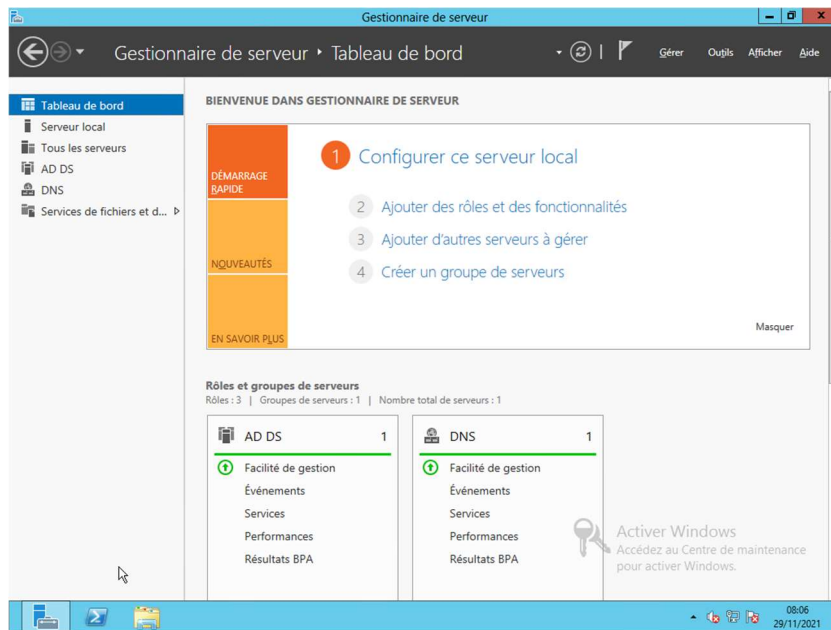 Gestionnaire de serveur
Gestionnaire de serveur ‣ Tableau de bord
Gérer Outils Afficher Aide
Tableau de bord
Serveur local
Tous les serveurs
AD DS
DNS
Services de fichiers et d...
BIENVENUE DANS GESTIONNAIRE DE SERVEUR
DÉMARRAGE
RAPIDE
NOUVEAUTÉS
EN SAVOIR PLUS
1 Configurer ce serveur local
2 Ajouter des rôles et des fonctionnalités
3 Ajouter d'autres serveurs à gérer
4 Créer un groupe de serveurs
Masquer
Rôles et groupes de serveurs
Rôles : 3 | Groupes de serveurs : 1 | Nombre total de serveurs : 1
AD DS 1
Facilité de gestion
Événements
Services
Performances
Résultats BPA
DNS 1
Facilité de gestion
Événements
Services
Performances
Résultats BPA
Activer Windows
Accédez au Centre de maintenance
pour activer Windows.
08:06
29/11/2021